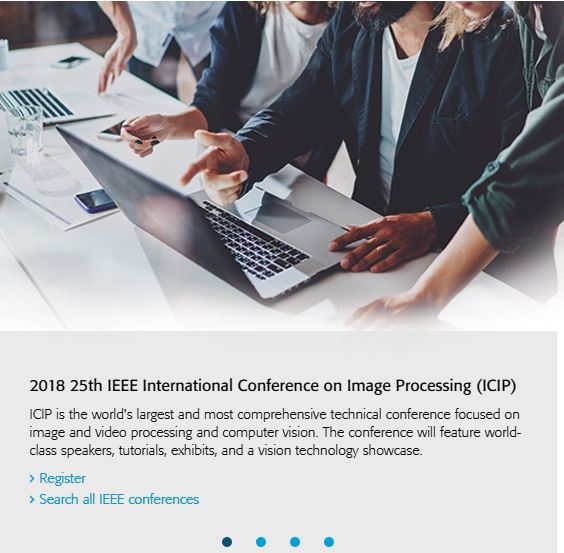 2018 25th IEEE International Conference on Image Processing (ICIP)
ICIP is the world's largest and most comprehensive technical conference focused on
image and video processing and computer vision. The conference will feature world-
class speakers, tutorials, exhibits, and a vision technology showcase.
> Register
> Search all IEEE conferences